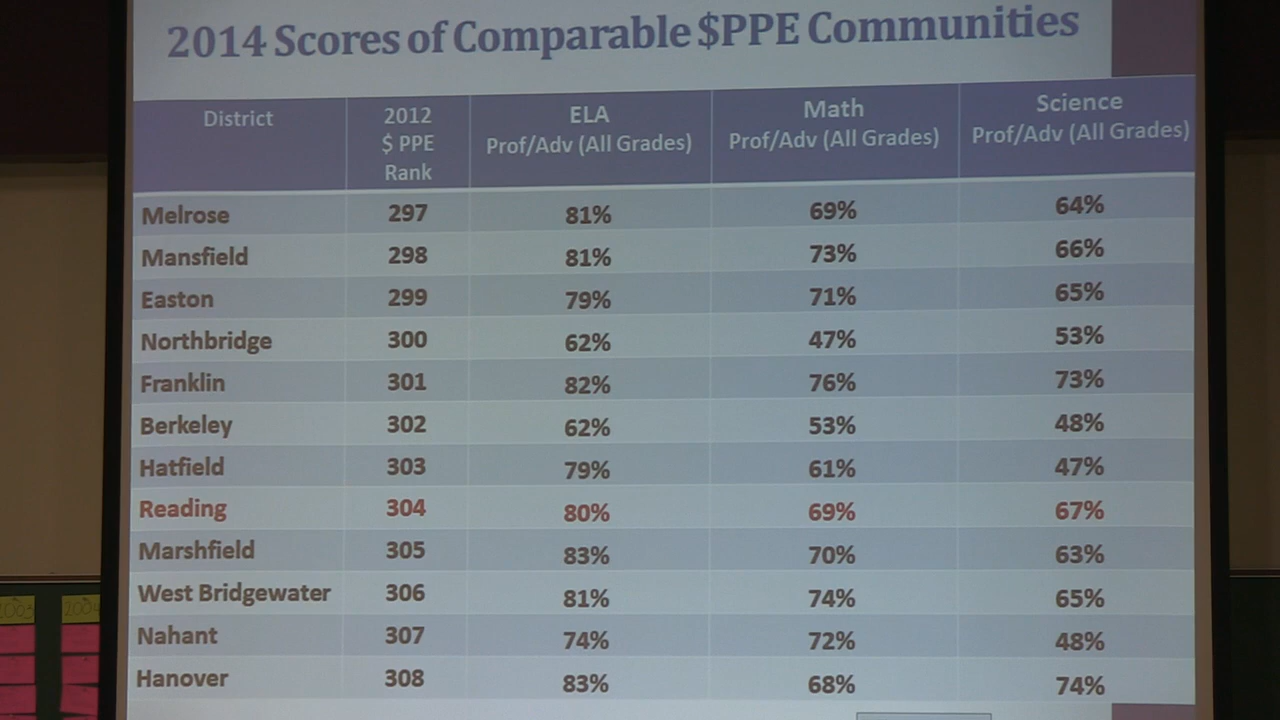 2014 Scores of Comparable $PPE Communities
District 2012 $ PPE Rank ELA Prof/Adv (All Grades) Math Prof/Adv (All Grades) Science Prof/Adv (All Grades)
Melrose 297 81% 69% 64%
Mansfield 298 81% 73% 66%
Easton 299 79% 71% 65%
Northbridge 300 62% 47% 53%
Franklin 301 82% 76% 73%
Berkeley 302 62% 53% 48%
Hatfield 303 79% 61% 47%
Reading 304 80% 69% 67%
Marshfield 305 83% 70% 63%
West Bridgewater 306 81% 74% 65%
Nahant 307 74% 72% 48%
Hanover 308 83% 68% 74%